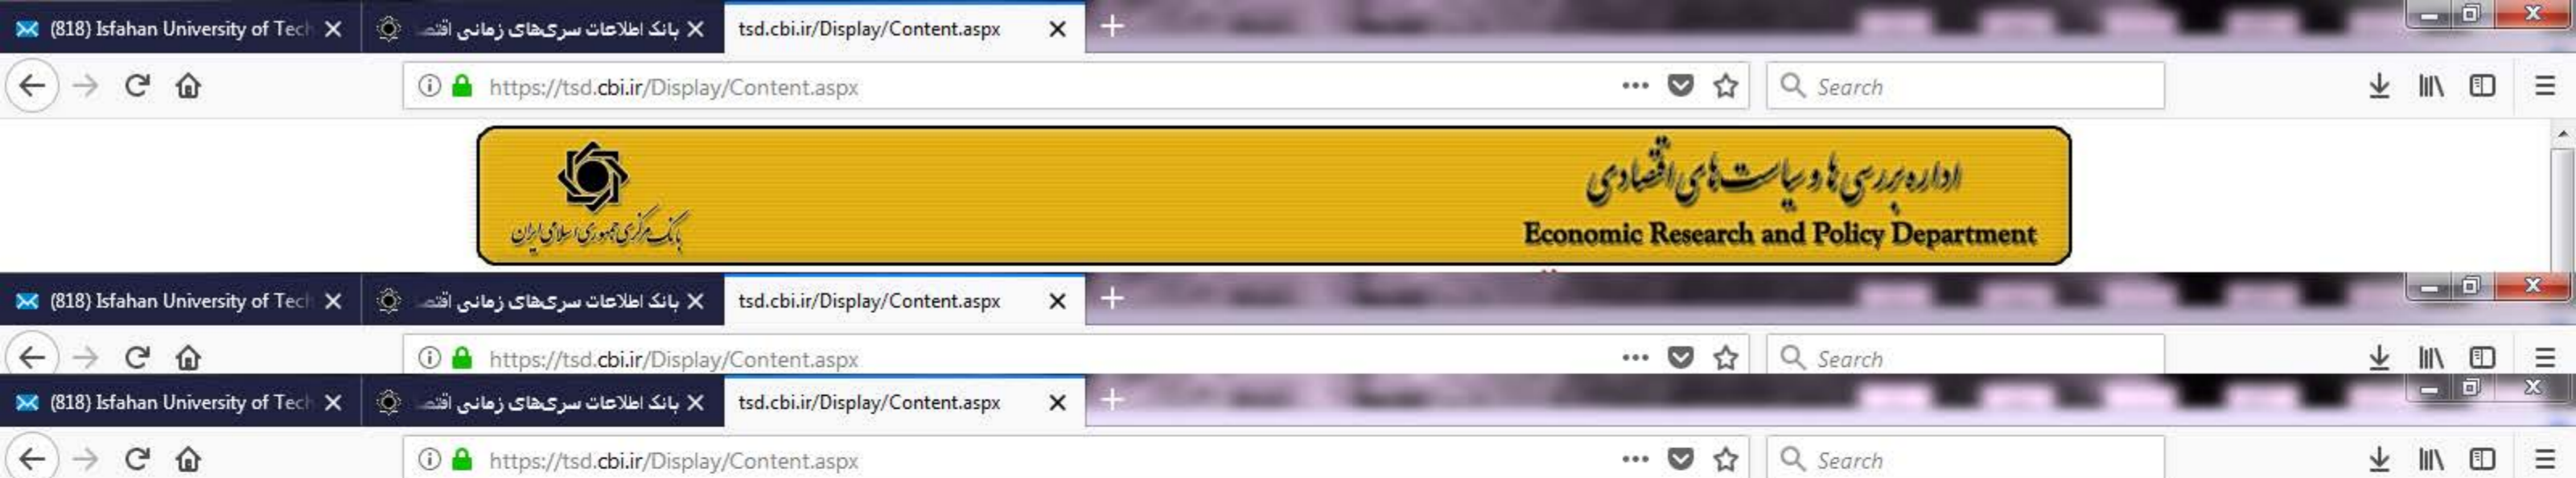 (818) Isfahan University of Tech بانک اطلاعات سری‌های زمانی اقتصـ tsd.cbi.ir/Display/Content.aspx
https://tsd.cbi.ir/Display/Content.aspx Search
اداره بررسی ها و سیاست های اقتصادی
بانک مرکزی جمهوری اسلامی ایران
Economic Research and Policy Department
(818) Isfahan University of Tech بانک اطلاعات سری‌های زمانی اقتصـ tsd.cbi.ir/Display/Content.aspx
https://tsd.cbi.ir/Display/Content.aspx Search
(818) Isfahan University of Tech بانک اطلاعات سری‌های زمانی اقتصـ tsd.cbi.ir/Display/Content.aspx
https://tsd.cbi.ir/Display/Content.aspx Search